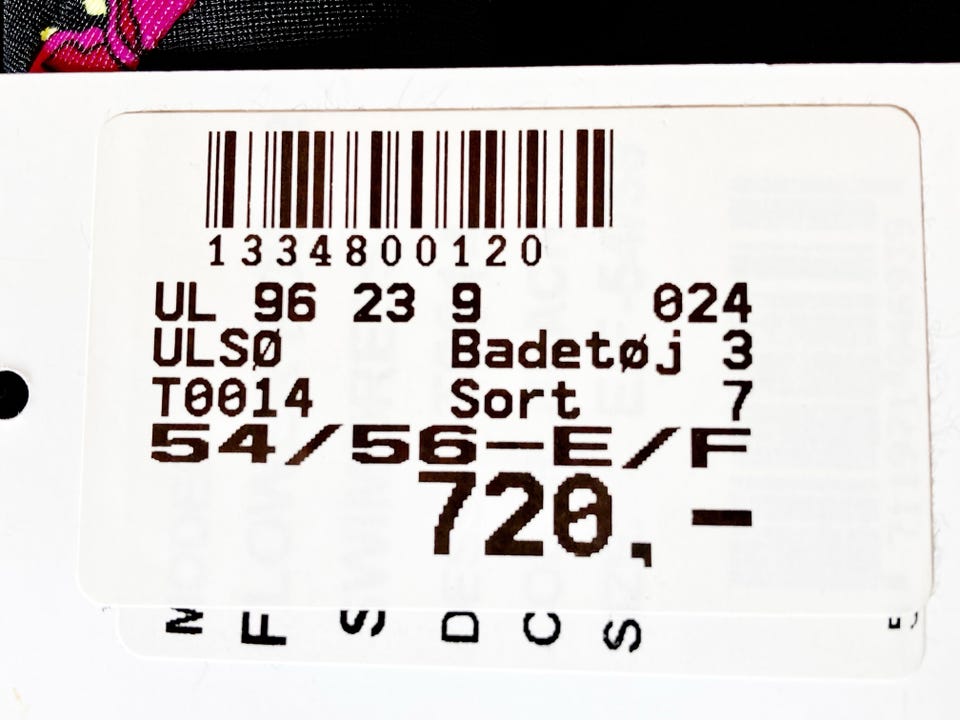 1334800120
UL 96 23 9 024
ULSØ Badetøj 3
T0014 Sort 7
54/56-E/F
720,-
M
F
S
D
C
S